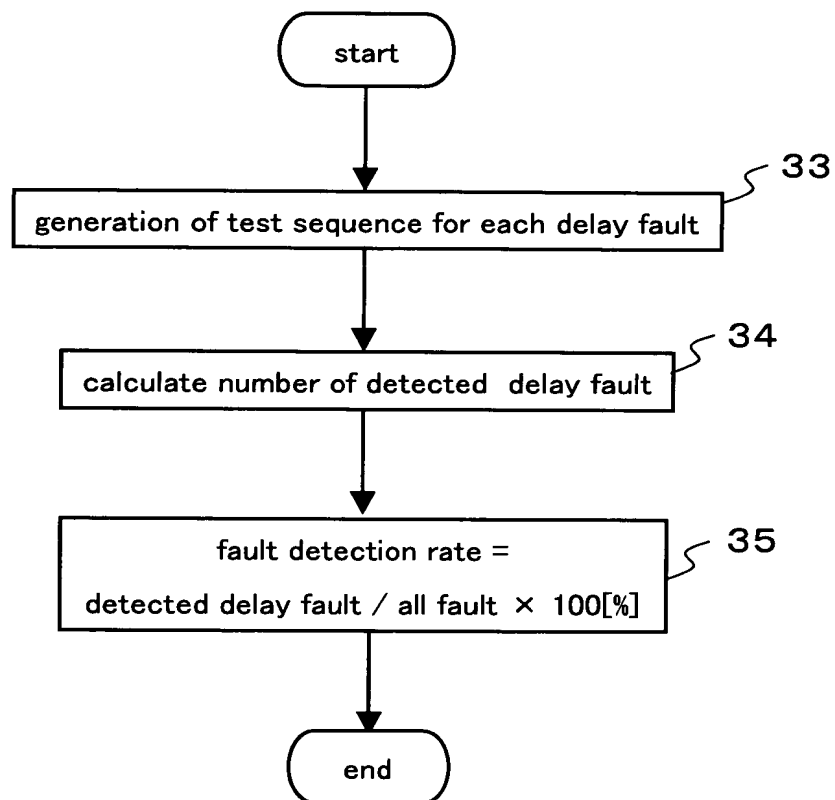 start
33
generation of test sequence for each delay fault
34
calculate number of detected delay fault
35
fault detection rate =
detected delay fault / all fault × 100[%]
end